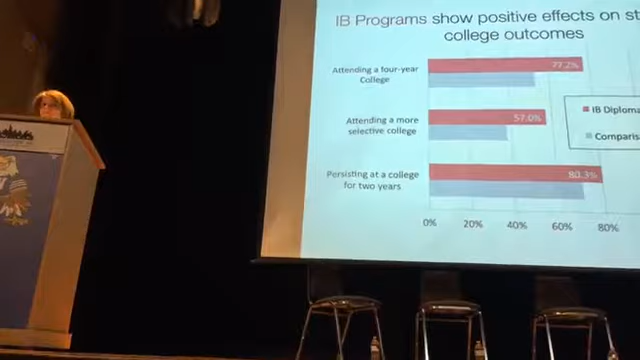 IB Programs show positive effects on st
college outcomes
Attending a four-year
College
77.2%
Attending a more
selective college
57.0%
IB Diploma
Comparis
Persisting at a college
for two years
80.3%
0% 20% 40% 60% 80%